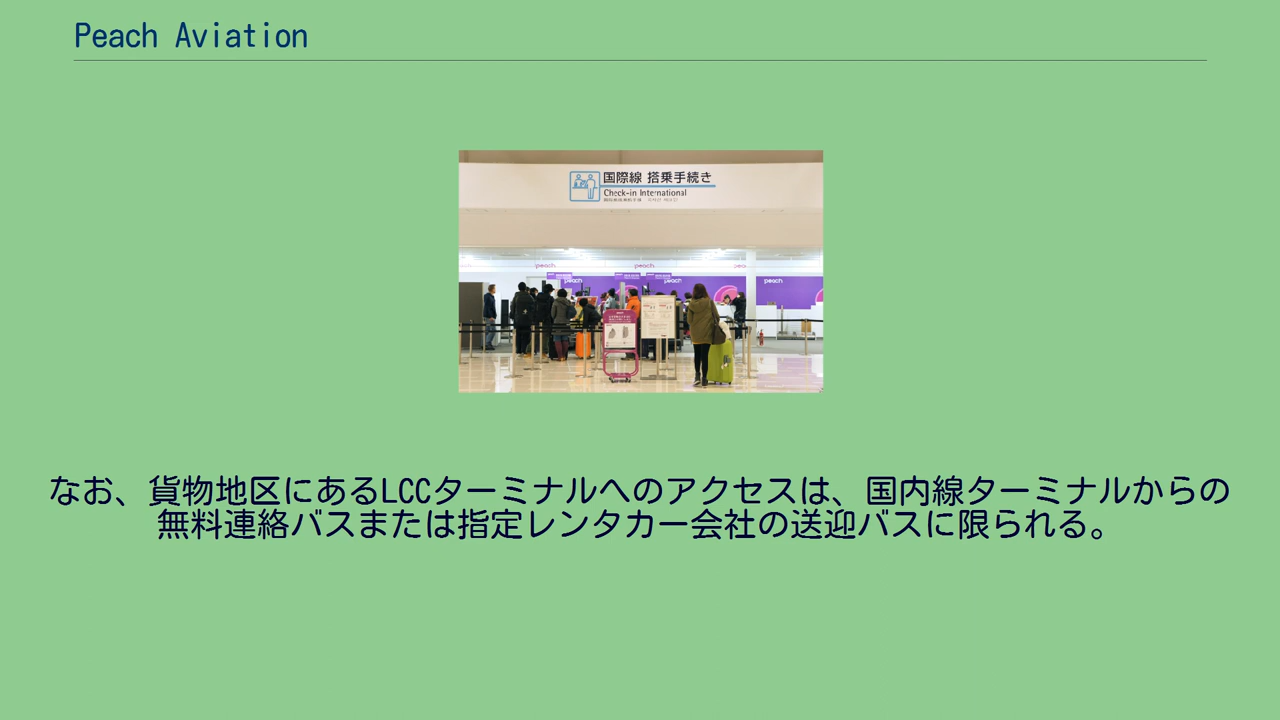 Peach Aviation
国際線 搭乗手続き
Check-in International
peach
peach
peach
peach
peach
peach
なお、貨物地区にあるLCCターミナルへのアクセスは、国内線ターミナルからの
無料連絡バスまたは指定レンタカー会社の送迎バスに限られる。